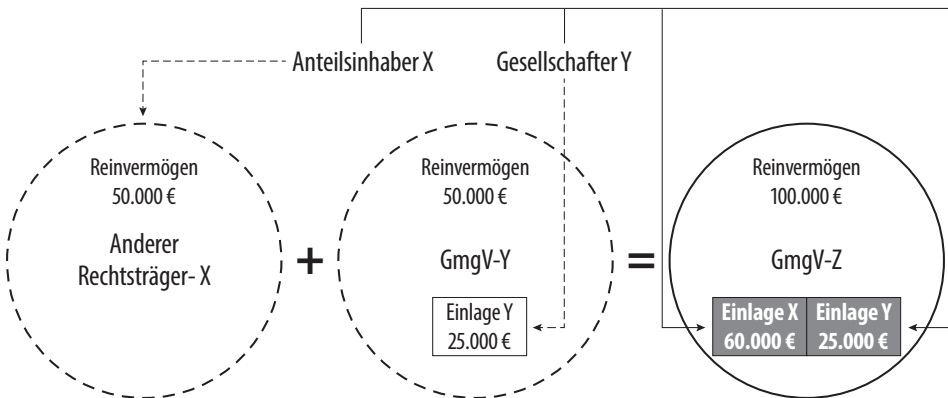 Anteilsinhaber X
Gesellschafter Y
Reinvermögen
50.000 €
Anderer
Rechtsträger- X
+
Reinvermögen
50.000 €
GmgV-Y
Einlage Y
25.000 €
=
Reinvermögen
100.000 €
GmgV-Z
Einlage X
60.000 €
Einlage Y
25.000 €